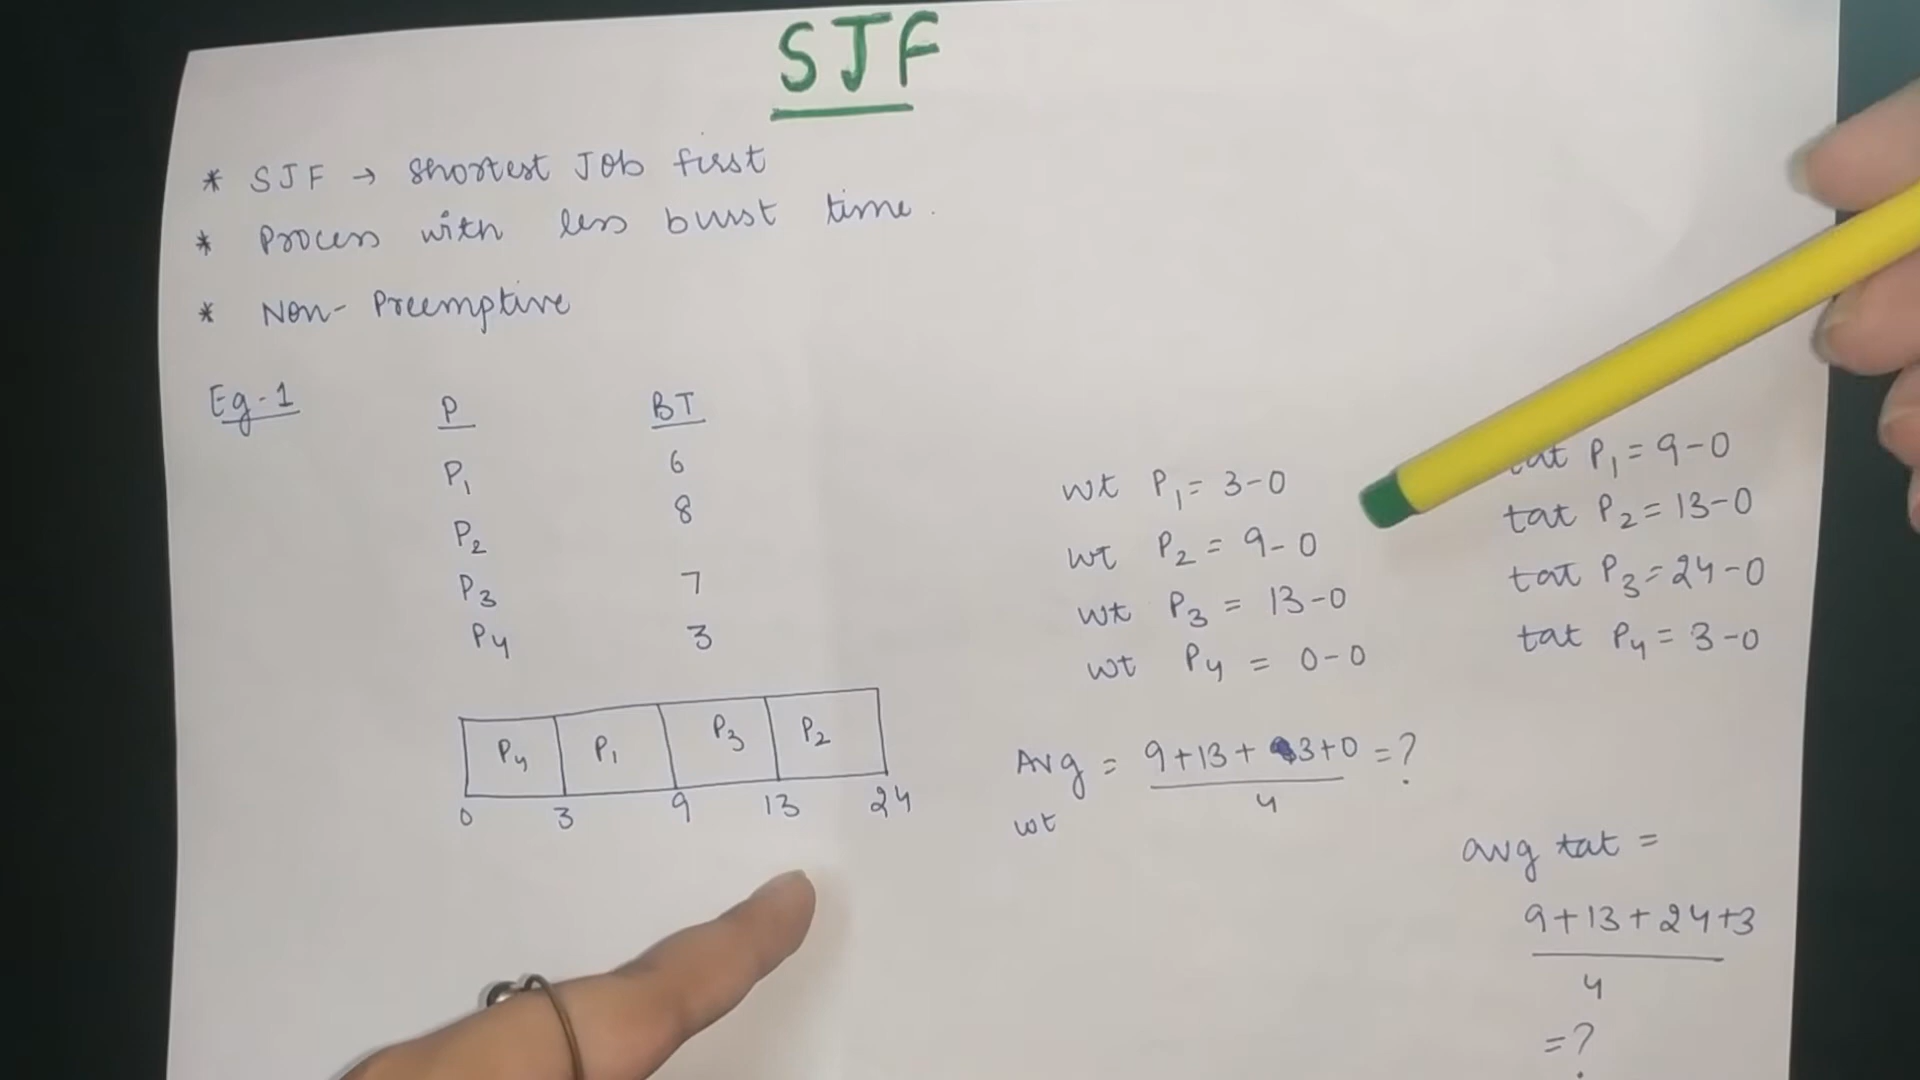 SJF
* SJF → Shortest Job first
* Process with less burst time.
* Non-Preemptive
Eg-1 P BT
P1 6
P2 8
P3 7
P4 3
P4 P1 P3 P2
0 3 9 13 24
wt P1 = 3-0
wt P2 = 9-0
wt P3 = 13-0
wt P4 = 0-0
Avg wt = 9+13+3+0 / 4 = ?
tat P1 = 9-0
tat P2 = 13-0
tat P3 = 24-0
tat P4 = 3-0
avg tat =
9+13+24+3
4
=?